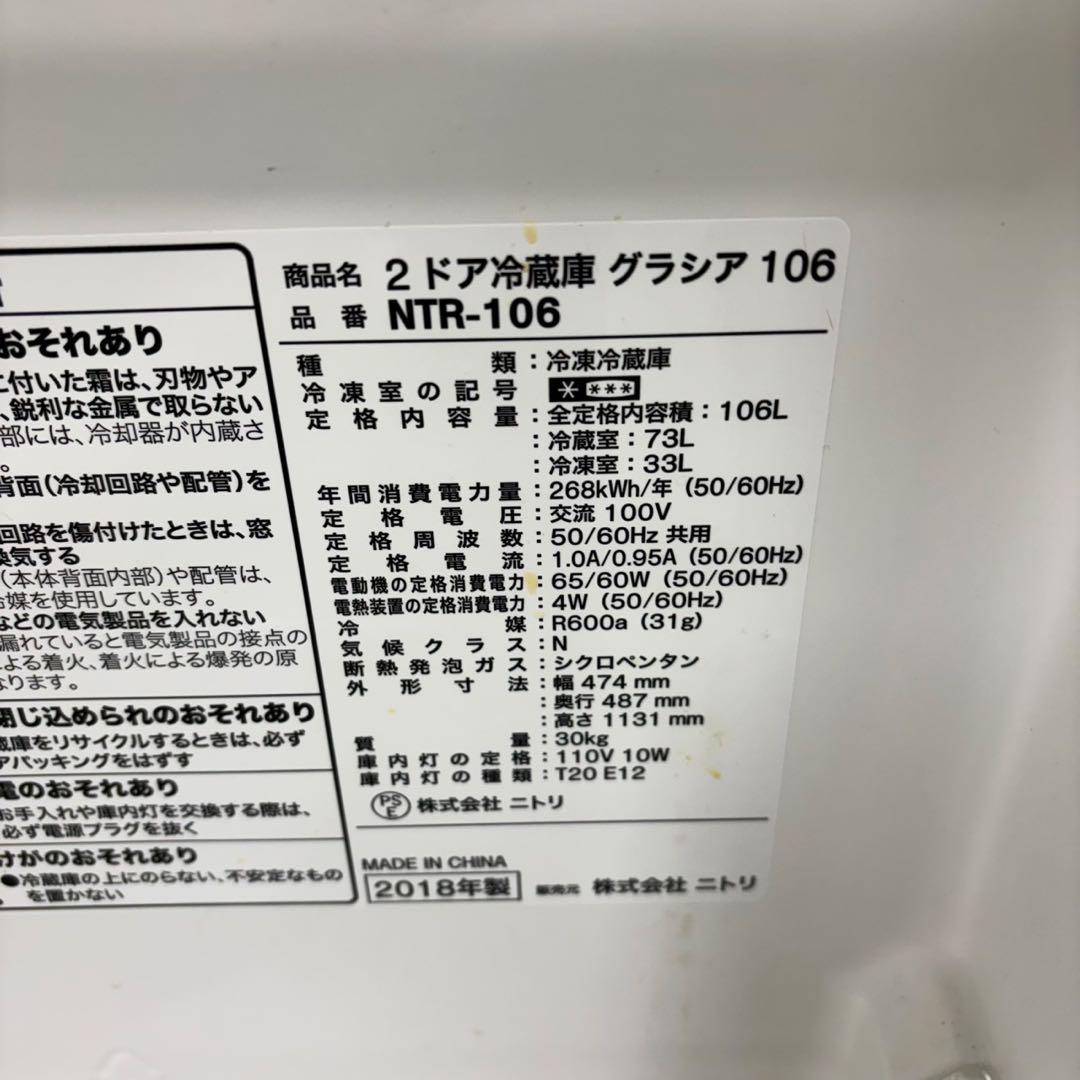 おそれあり
に付いた霜は、刃物やア
、鋭利な金属で取らない
部には、冷却器が内蔵さ
。
背面(冷却回路や配管)を
回路を傷付けたときは、窓
換気する
(本体背面内部)や配管は、
冷媒を使用しています。
などの電気製品を入れない
漏れていると電気製品の接点の
よる着火、着火による爆発の原
なります。
閉じ込められのおそれあり
蔵庫をリサイクルするときは、必ず
アパッキングをはずす
電のおそれあり
お手入れや庫内灯を交換する際は、
必ず電源プラグを抜く
けがのおそれあり
●冷蔵庫の上にのらない、不安定なもの
を置かない
商品名 2ドア冷蔵庫 グラシア 106
品番 NTR-106
種類:冷凍冷蔵庫
冷凍室の記号 * ***
定格内容量:全定格内容積:106L
:冷蔵室:73L
:冷凍室:33L
年間消費電力量:268kWh/年(50/60Hz)
定格電圧:交流 100V
定格周波数:50/60Hz 共用
定格電流:1.0A/0.95A(50/60Hz)
電動機の定格消費電力:65/60W(50/60Hz)
電熱装置の定格消費電力:4W(50/60Hz)
冷媒:R600a(31g)
気候クラス:N
断熱発泡ガス:シクロペンタン
外形寸法:幅 474 mm
:奥行 487 mm
:高さ 1131 mm
質量:30kg
庫内灯の定格:110V 10W
庫内灯の種類:T20 E12
PSE 株式会社 ニトリ
MADE IN CHINA
2018年製 販売元 株式会社 ニトリ